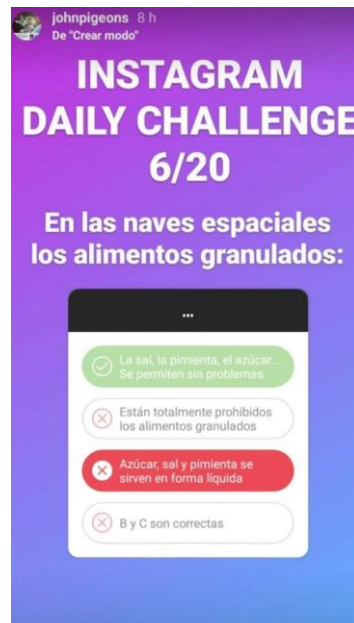 johnpigeons 8 h
De "Crear modo"
INSTAGRAM
DAILY CHALLENGE
6/20
En las naves espaciales
los alimentos granulados:
...
La sal, la pimienta, el azúcar...
Se permiten sin problemas
Están totalmente prohibidos
los alimentos granulados
Azúcar, sal y pimienta se
sirven en forma líquida
B y C son correctas